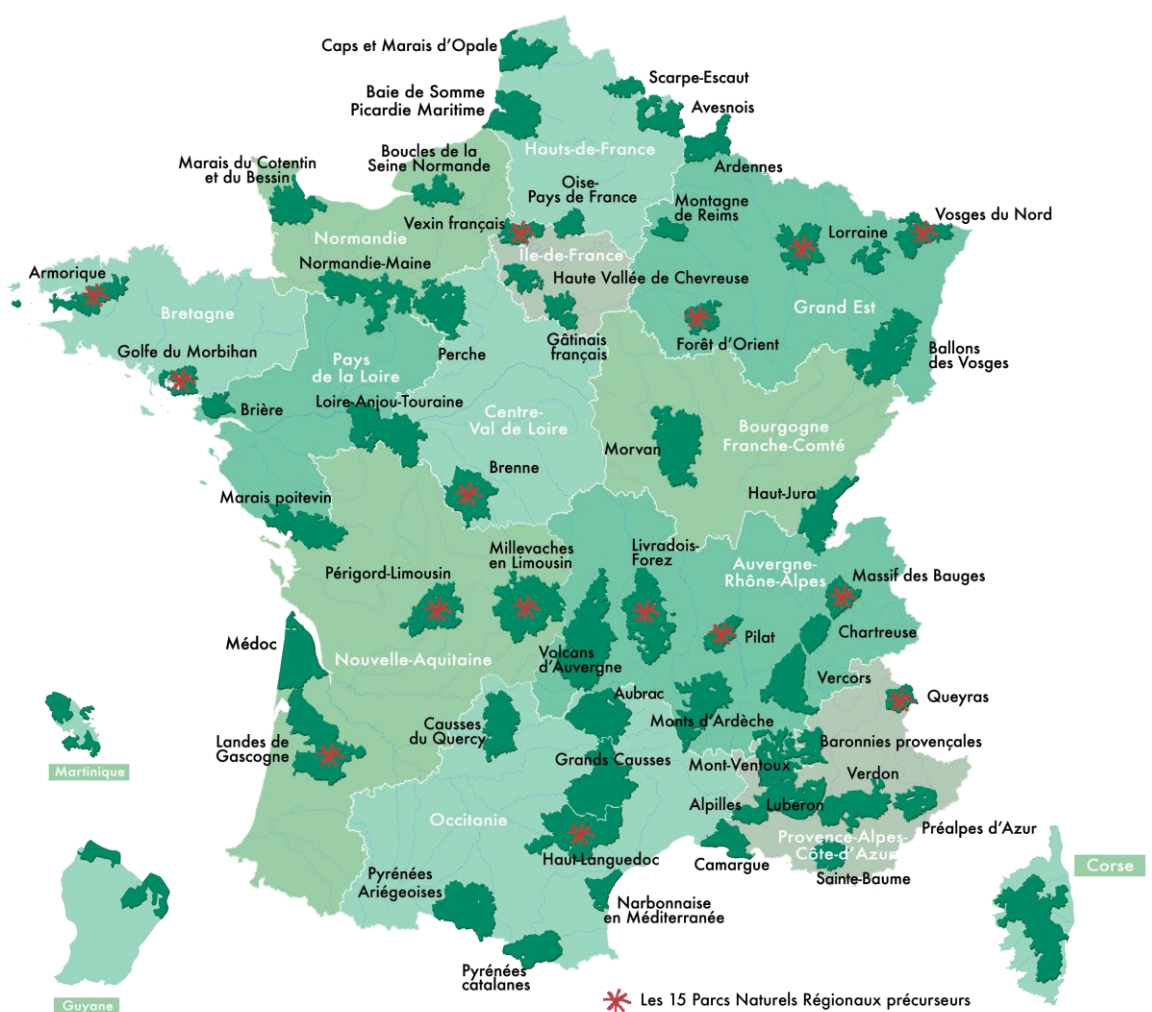 Caps et Marais d'Opale
Scarpe-Escaut
Baie de Somme
Picardie Maritime
Avesnois
Hauts-de-France
Ardennes
Marais du Cotentin
et du Bessin
Boucles de la
Seine Normande
Oise-
Pays de France
Montagne
de Reims
Vosges du Nord
Vexin français
Lorraine
Normandie
Île-de-France
Armorique
Normandie-Maine
Haute Vallée de Chevreuse
Grand Est
Bretagne
Golfe du Morbihan
Perche
Gâtinais
français
Forêt d'Orient
Ballons
des Vosges
Pays
de la Loire
Brière
Loire-Anjou-Touraine
Centre-
Val de Loire
Bourgogne
Franche-Comté
Morvan
Brenne
Marais poitevin
Haut-Jura
Millevaches
en Limousin
Livradois-
Forez
Périgord-Limousin
Auvergne-
Rhône-Alpes
Massif des Bauges
Médoc
Pilat
Chartreuse
Nouvelle-Aquitaine
Volcans
d'Auvergne
Vercors
Aubrac
Queyras
Causses
du Quercy
Monts d'Ardèche
Landes de
Gascogne
Grands Causses
Baronnies provençales
Mont-Ventoux
Verdon
Martinique
Alpilles
Luberon
Occitanie
Préalpes d'Azur
Provence-Alpes-
Côte-d'Azur
Haut-Languedoc
Camargue
Sainte-Baume
Corse
Pyrénées
Ariégeoises
Narbonnaise
en Méditerranée
Pyrénées
catalanes
Guyane
Les 15 Parcs Naturels Régionaux précurseurs